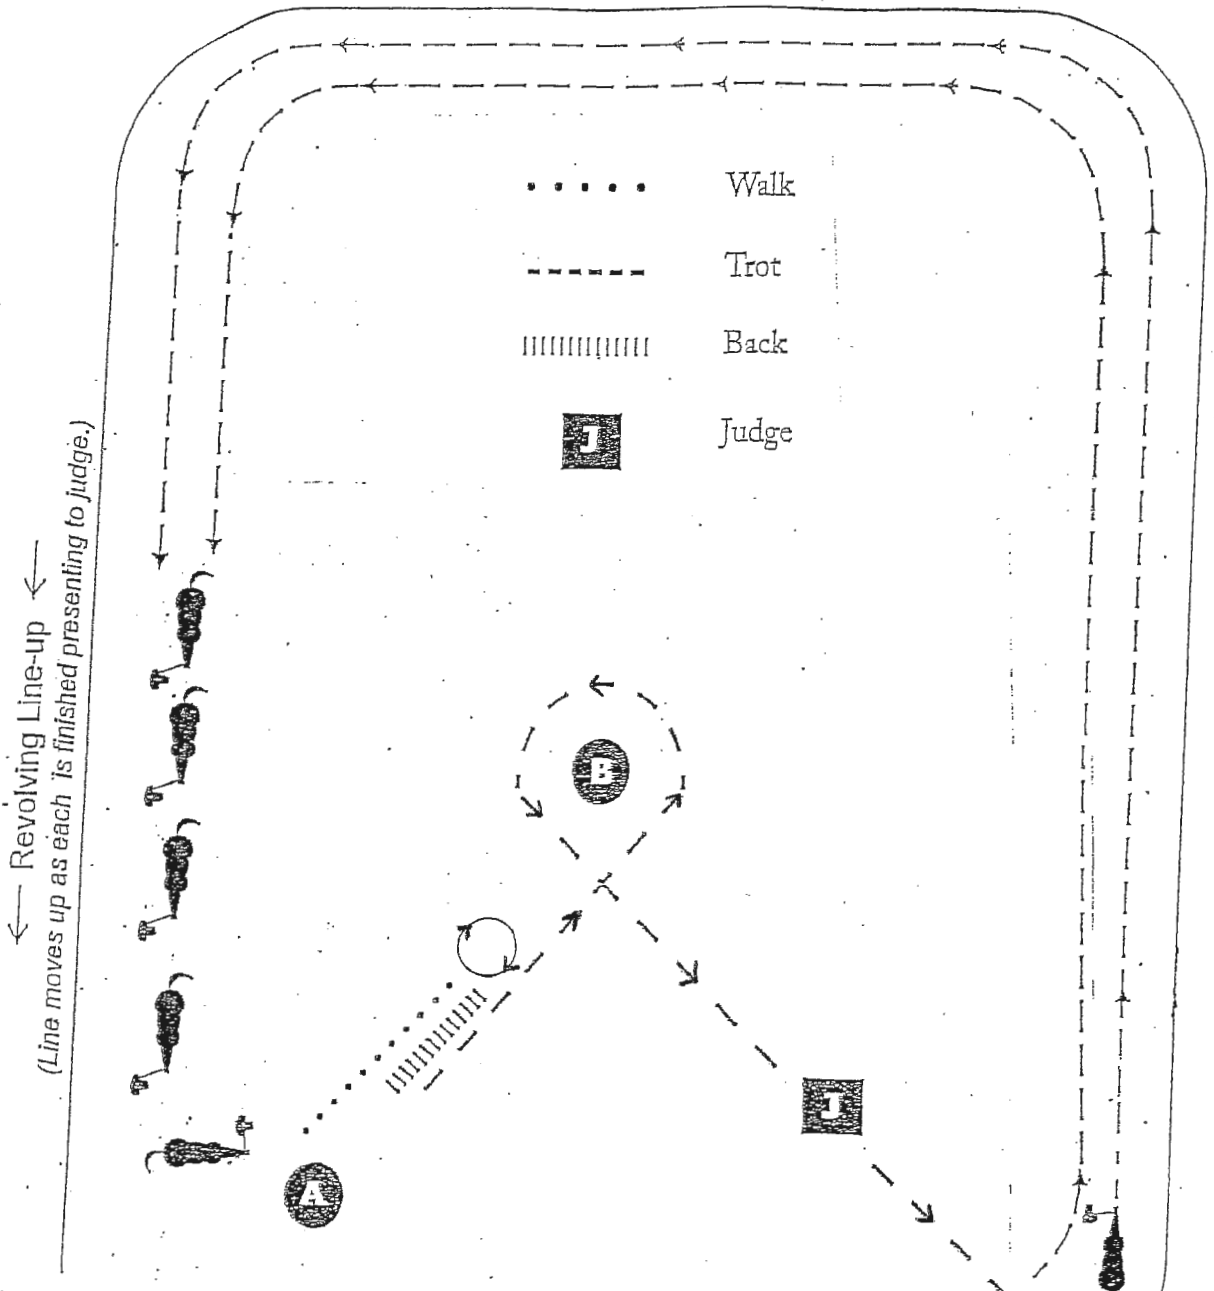 Walk
Trot
Back
J Judge
← Revolving Line-up ←
(Line moves up as each is finished presenting to judge.)
B
J
A